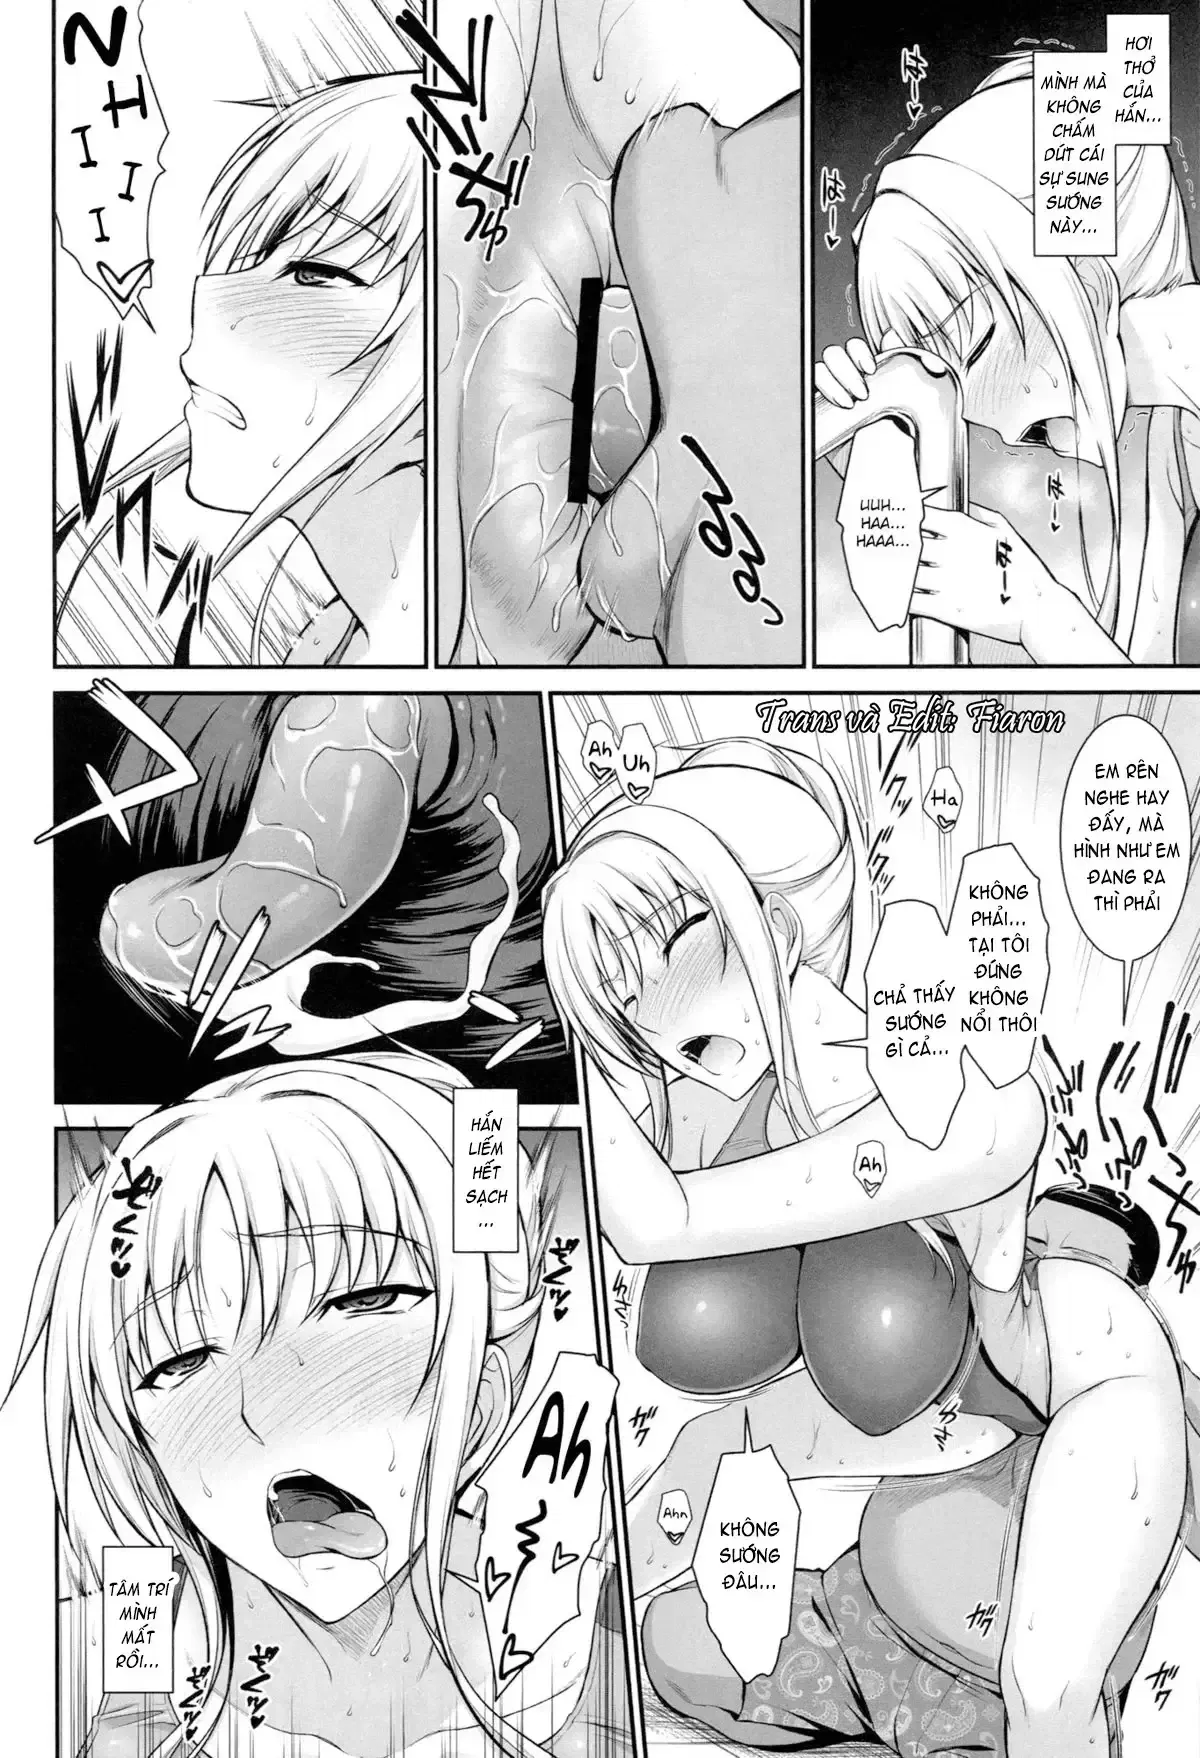 HƠI
THỞ
CỦA
HẮN...
MÌNH MÀ
KHÔNG
CHẤM
DỨT CÁI
SỰ SUNG
SƯỚNG
NÀY...
UUH...
HAA...
HAAA...
NHIIII
Trans và Edit: Fiaron
EM RÊN
NGHE HAY
ĐẤY, MÀ
HÌNH NHƯ EM
ĐANG RA
THÌ PHẢI
KHÔNG
PHẢI...
TẠI TÔI
ĐỨNG
KHÔNG
NỔI THÔI
CHẢ THẤY
SƯỚNG
GÌ CẢ...
Ha
Uh
Ah
Ah
KHÔNG
SƯỚNG
ĐÂU...
Ahn
HẮN
LIẾM
HẾT
SẠCH
...
Ah
TÂM TRÍ
MÌNH
MẤT
RỒI...